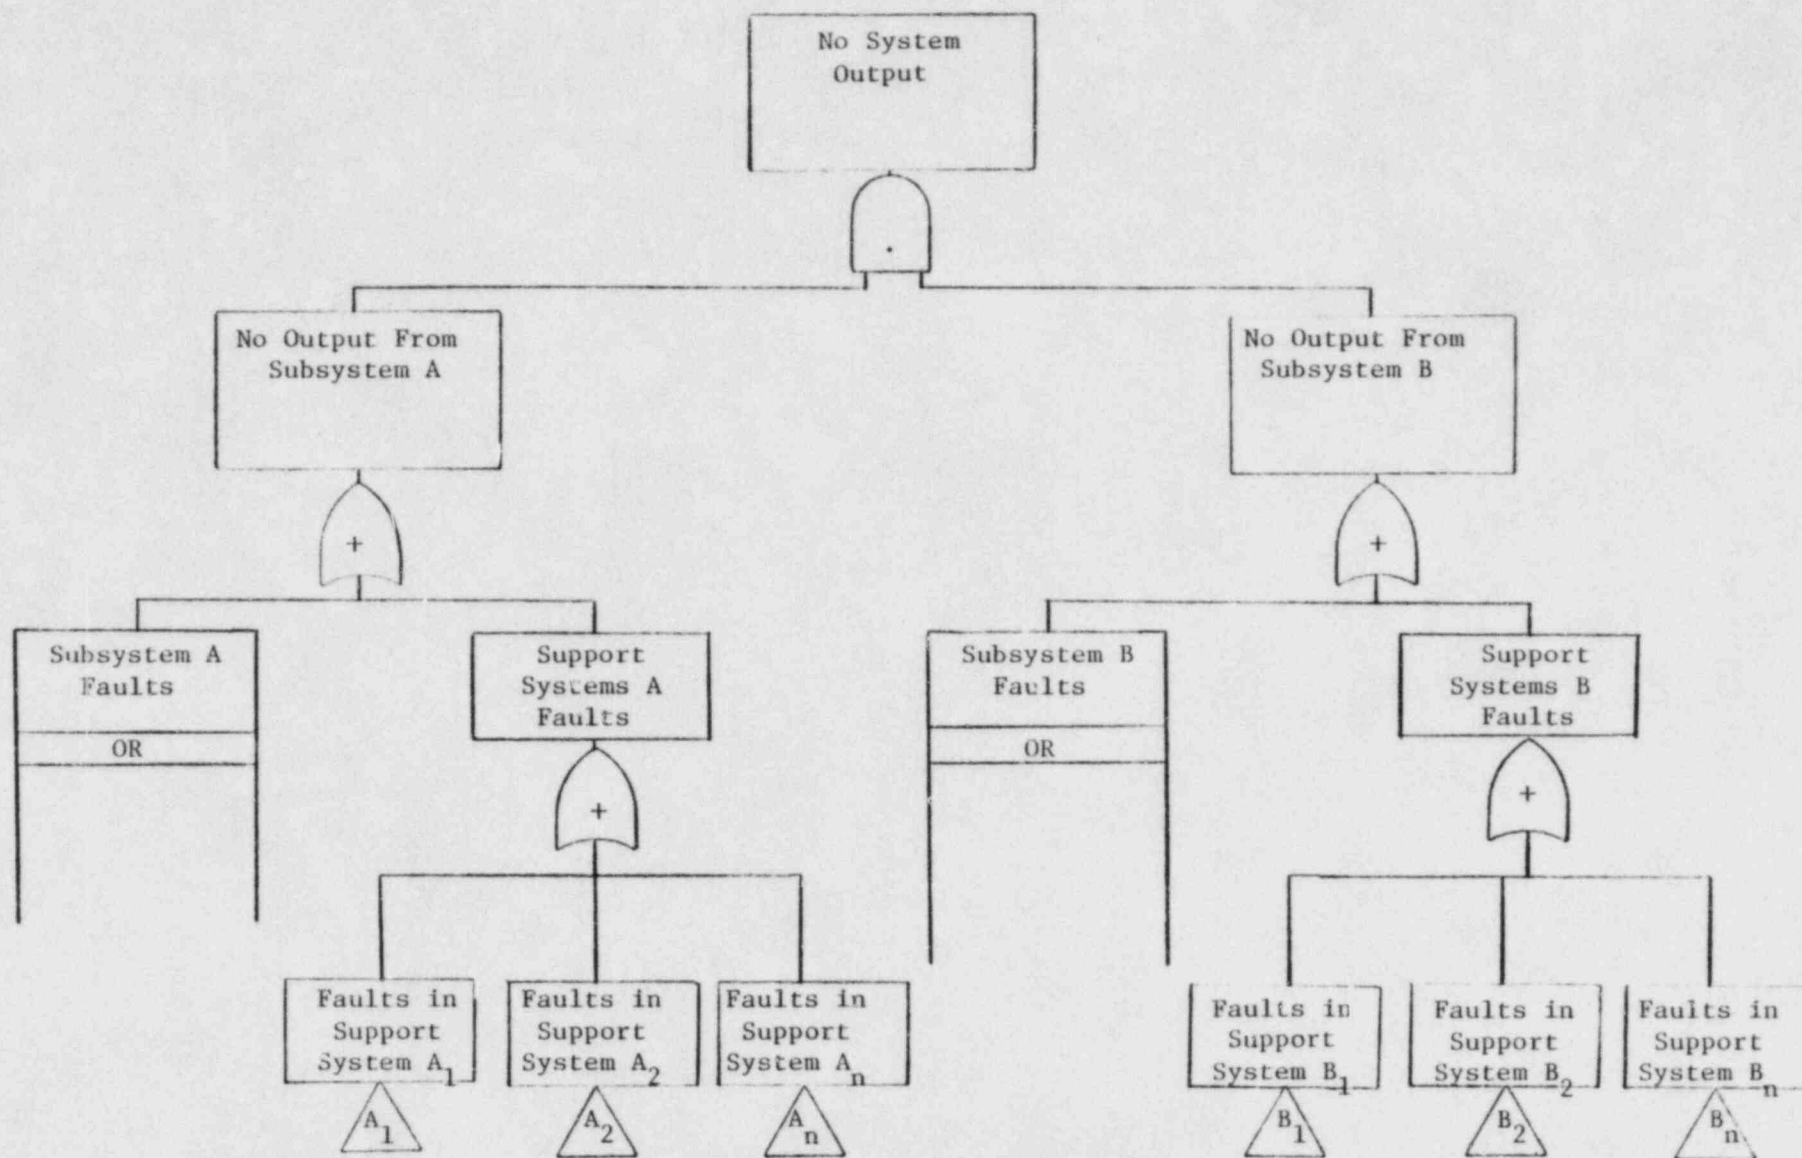 No System
Output
.
No Output From
Subsystem A
No Output From
Subsystem B
+
+
Subsystem A
Faults
OR
Support
Systems A
Faults
Subsystem B
Faults
OR
Support
Systems B
Faults
+
+
Faults in
Support
System A₁
Faults in
Support
System A₂
Faults in
Support
System Aₙ
Faults in
Support
System B₁
Faults in
Support
System B₂
Faults in
Support
System Bₙ
A₁
A₂
Aₙ
B₁
B₂
Bₙ